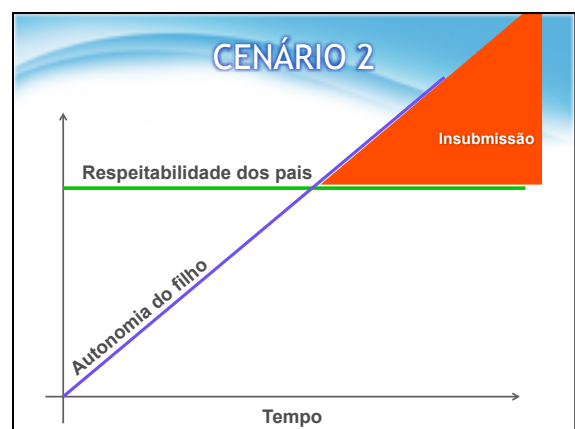 CENÁRIO 2
Insubmissão
Respeitabilidade dos pais
Autonomia do filho
Tempo